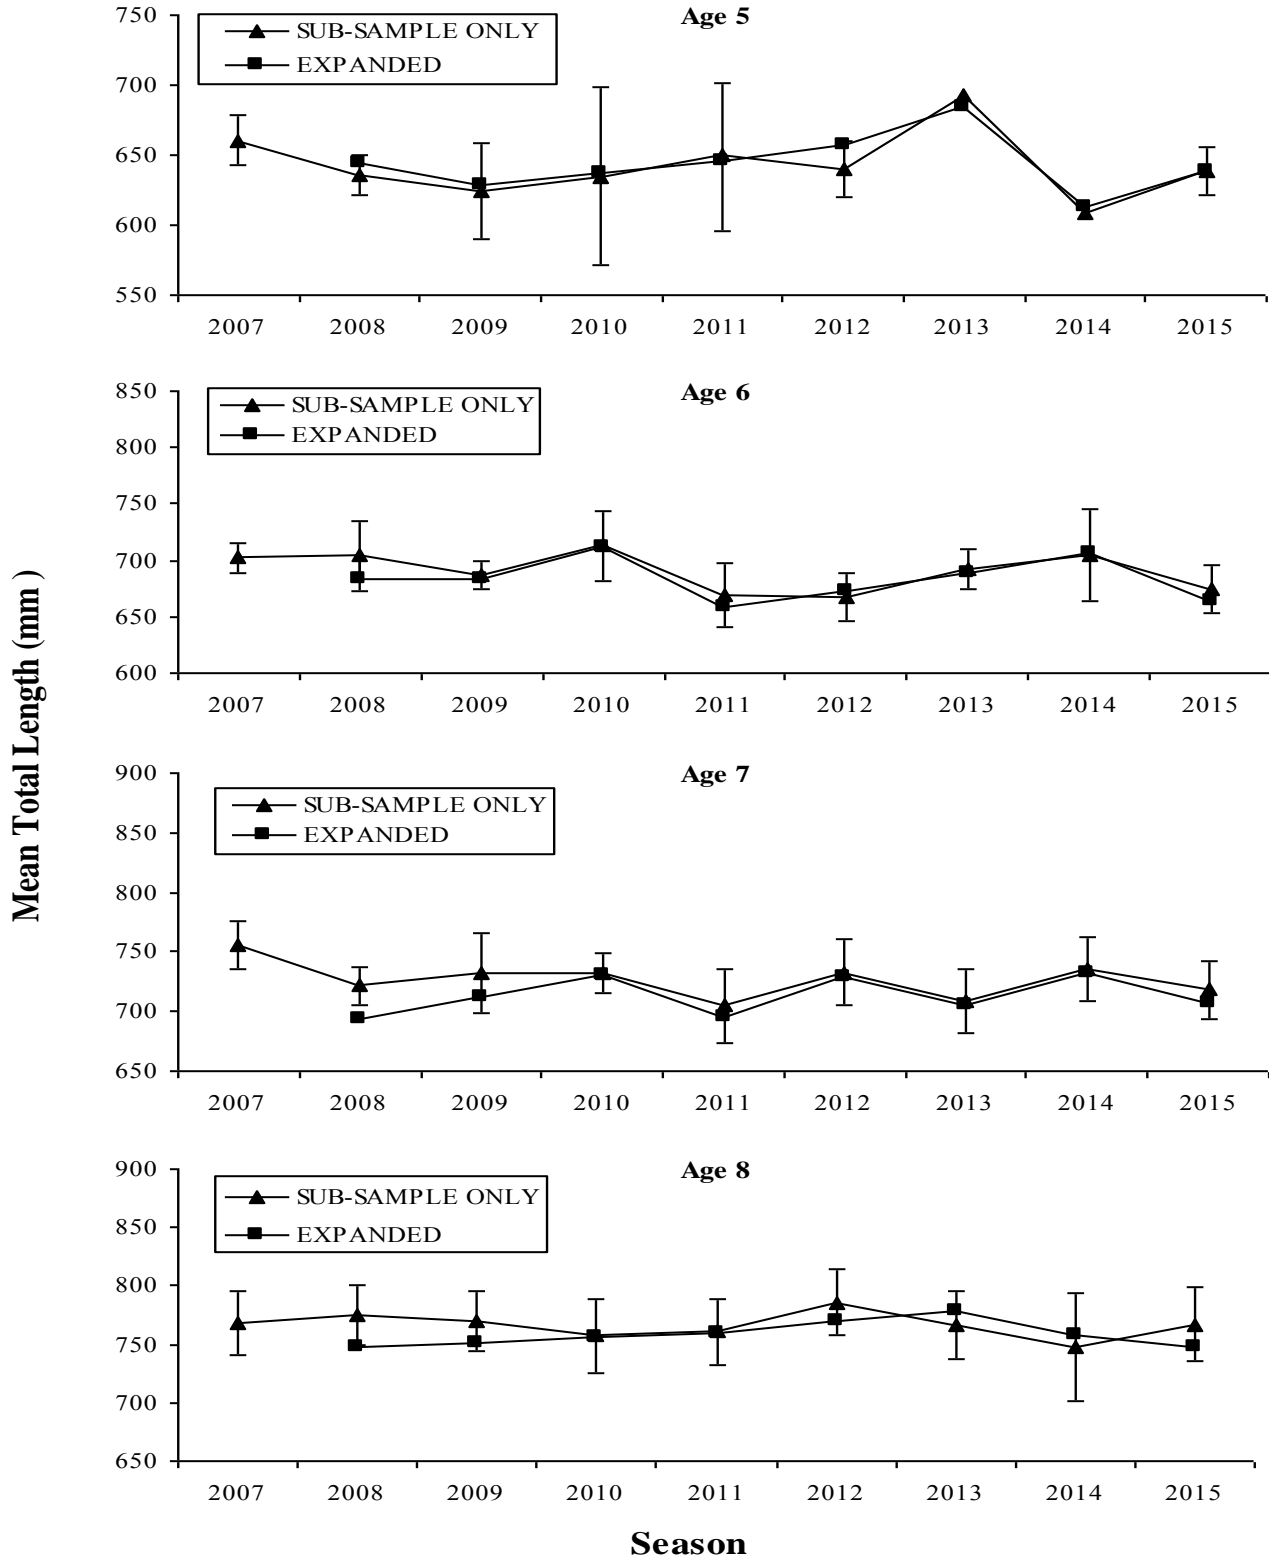 Mean Total Length (mm )
Age 5
SUB-SAMPLE ONLY
EXPANDED
750
700
650
600
550
2007 2008 2009 2010 2011 2012 2013 2014 2015
Age 6
SUB-SAMPLE ONLY
EXPANDED
850
800
750
700
650
600
2007 2008 2009 2010 2011 2012 2013 2014 2015
Age 7
SUB-SAMPLE ONLY
EXPANDED
900
850
800
750
700
650
2007 2008 2009 2010 2011 2012 2013 2014 2015
Age 8
SUB-SAMPLE ONLY
EXPANDED
900
850
800
750
700
650
2007 2008 2009 2010 2011 2012 2013 2014 2015
Season